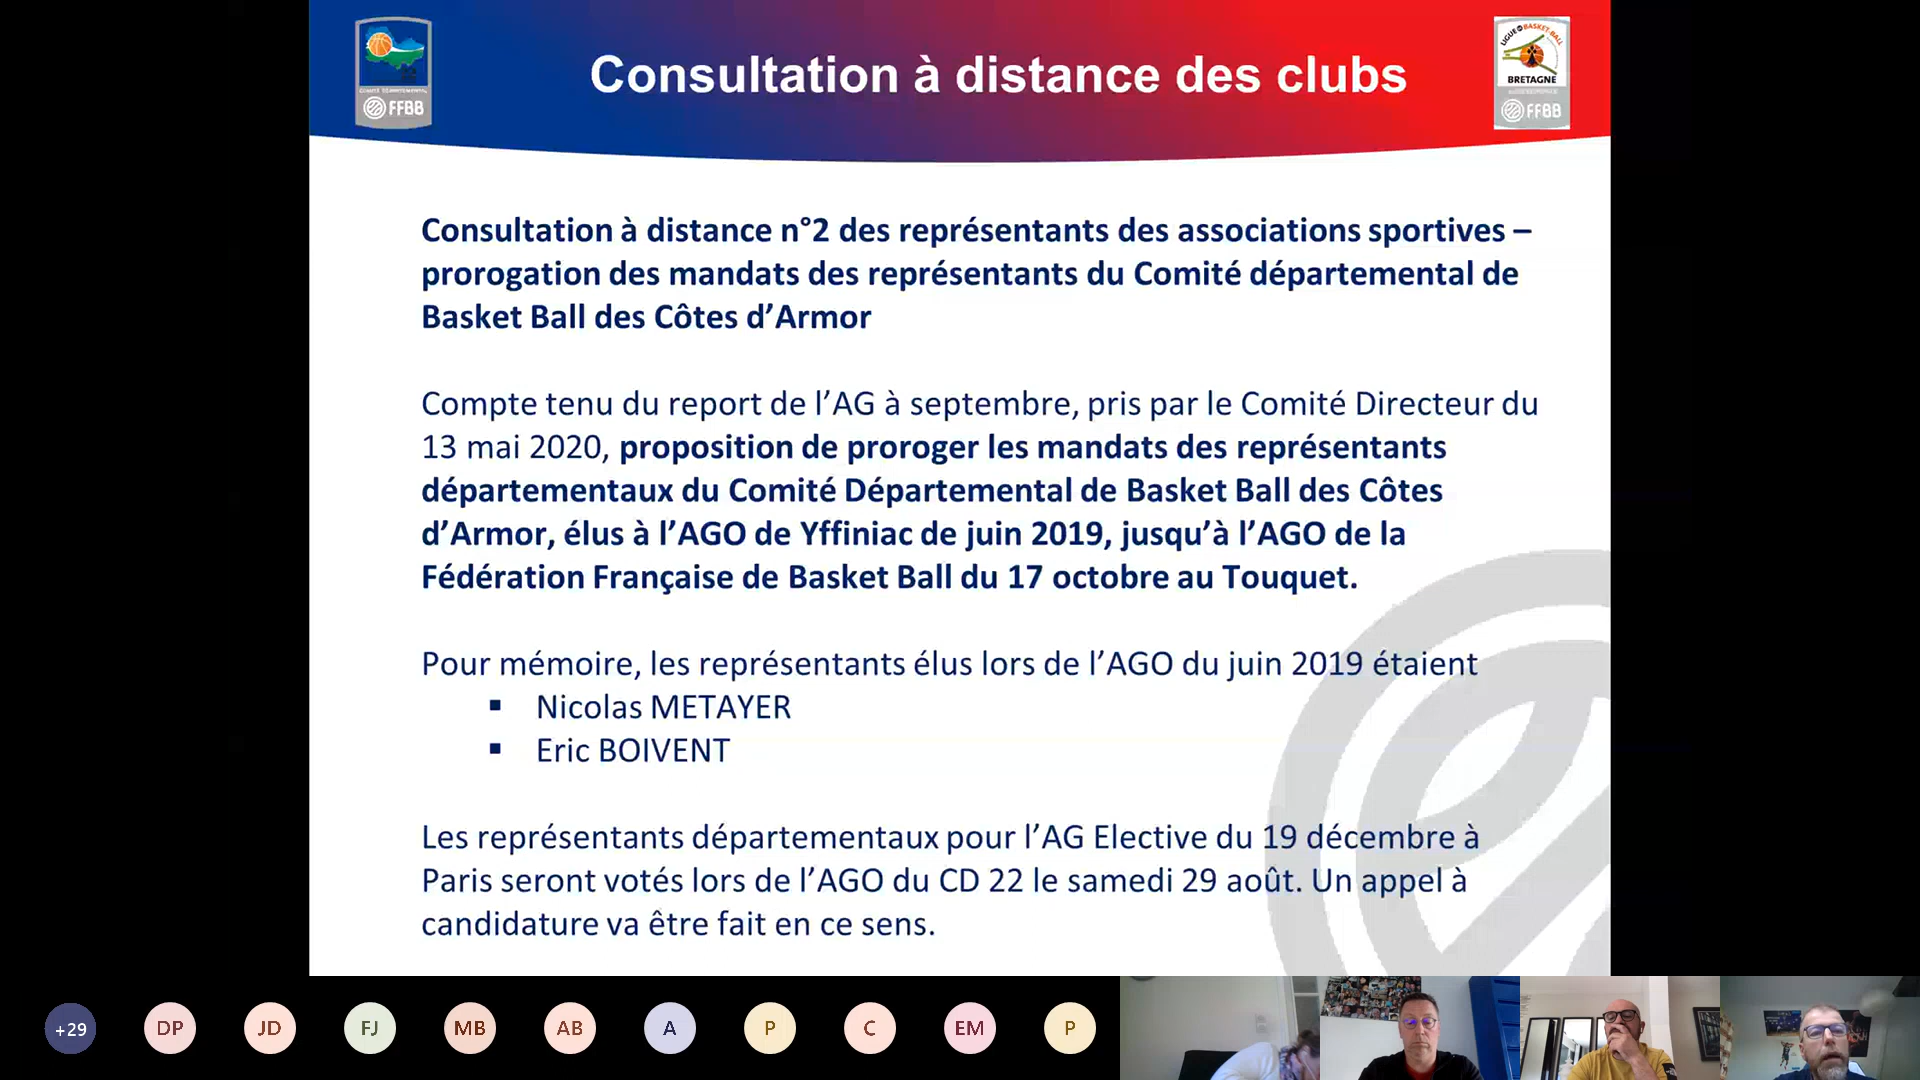 Consultation à distance des clubs
FFBB
LIGUE DE BASKET-BALL
BRETAGNE
FFBB
Consultation à distance n°2 des représentants des associations sportives –
prorogation des mandats des représentants du Comité départemental de
Basket Ball des Côtes d’Armor
Compte tenu du report de l’AG à septembre, pris par le Comité Directeur du
13 mai 2020, proposition de proroger les mandats des représentants
départementaux du Comité Départemental de Basket Ball des Côtes
d’Armor, élus à l’AGO de Yffiniac de juin 2019, jusqu’à l’AGO de la
Fédération Française de Basket Ball du 17 octobre au Touquet.
Pour mémoire, les représentants élus lors de l’AGO du juin 2019 étaient
▪ Nicolas METAYER
▪ Eric BOIVENT
Les représentants départementaux pour l’AG Elective du 19 décembre à
Paris seront votés lors de l’AGO du CD 22 le samedi 29 août. Un appel à
candidature va être fait en ce sens.
+29 DP JD FJ MB AB A P C EM P